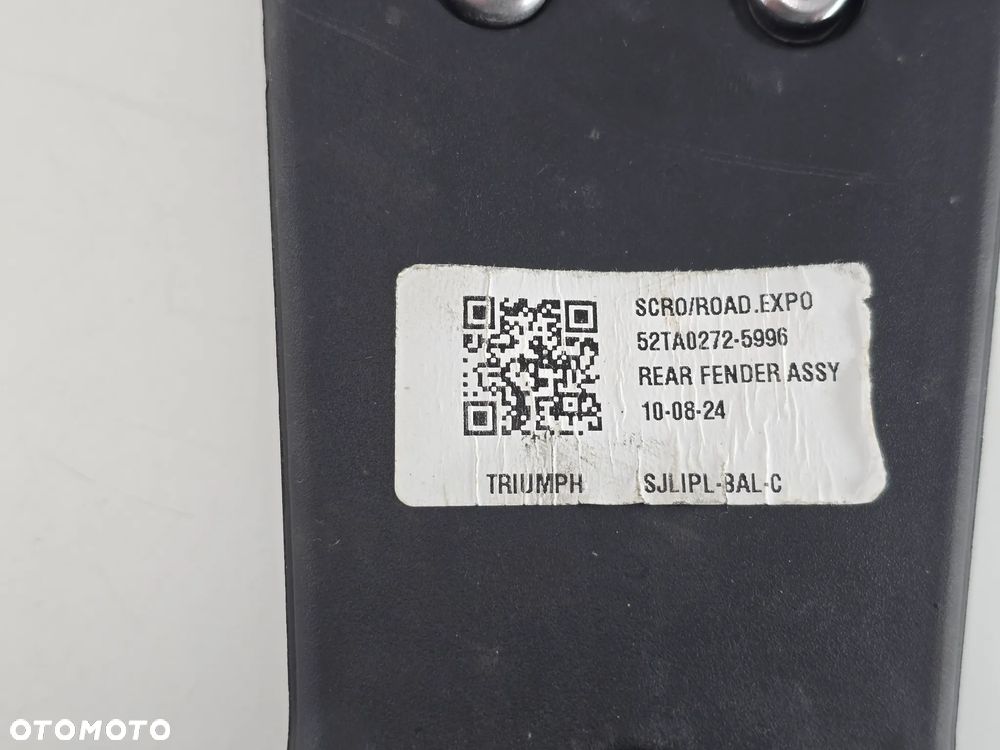 SCRO/ROAD.EXPO
52TA0272-5996
REAR FENDER ASSY
10-08-24
TRIUMPH SJLIPL-BAL-C
OTOMOTO